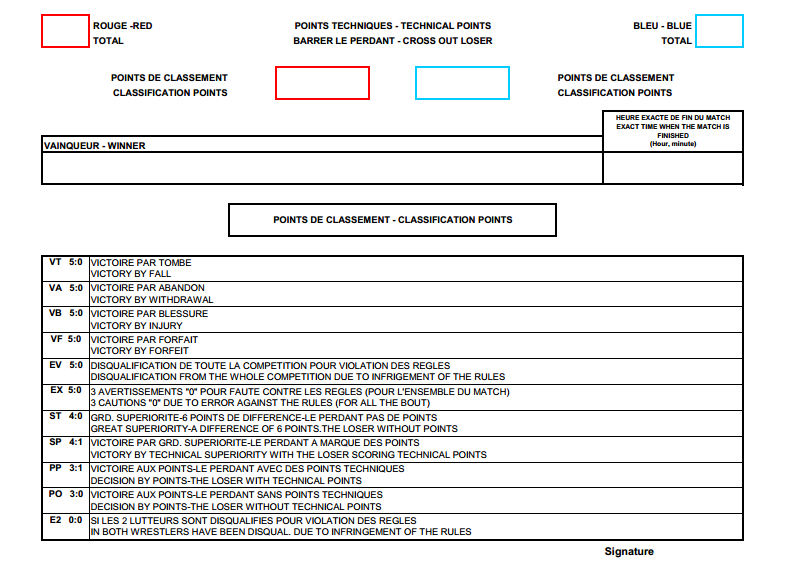 ROUGE -RED POINTS TECHNIQUES - TECHNICAL POINTS BLEU - BLUE
TOTAL BARRER LE PERDANT - CROSS OUT LOSER TOTAL
POINTS DE CLASSEMENT POINTS DE CLASSEMENT
CLASSIFICATION POINTS CLASSIFICATION POINTS
HEURE EXACTE DE FIN DU MATCH
EXACT TIME WHEN THE MATCH IS
FINISHED
(Hour, minute)
VAINQUEUR - WINNER
POINTS DE CLASSEMENT - CLASSIFICATION POINTS
VT 5:0 VICTOIRE PAR TOMBE
VICTORY BY FALL
VA 5:0 VICTOIRE PAR ABANDON
VICTORY BY WITHDRAWAL
VB 5:0 VICTOIRE PAR BLESSURE
VICTORY BY INJURY
VF 5:0 VICTOIRE PAR FORFAIT
VICTORY BY FORFEIT
EV 5:0 DISQUALIFICATION DE TOUTE LA COMPETITION POUR VIOLATION DES REGLES
DISQUALIFICATION FROM THE WHOLE COMPETITION DUE TO INFRIGEMENT OF THE RULES
EX 5:0 3 AVERTISSEMENTS "0" POUR FAUTE CONTRE LES REGLES (POUR L'ENSEMBLE DU MATCH)
3 CAUTIONS "0" DUE TO ERROR AGAINST THE RULES (FOR ALL THE BOUT)
ST 4:0 GRD. SUPERIORITE-6 POINTS DE DIFFERENCE-LE PERDANT PAS DE POINTS
GREAT SUPERIORITY-A DIFFERENCE OF 6 POINTS.THE LOSER WITHOUT POINTS
SP 4:1 VICTOIRE PAR GRD. SUPERIORITE-LE PERDANT A MARQUE DES POINTS
VICTORY BY TECHNICAL SUPERIORITY WITH THE LOSER SCORING TECHNICAL POINTS
PP 3:1 VICTOIRE AUX POINTS-LE PERDANT AVEC DES POINTS TECHNIQUES
DECISION BY POINTS-THE LOSER WITH TECHNICAL POINTS
PO 3:0 VICTOIRE AUX POINTS-LE PERDANT SANS POINTS TECHNIQUES
DECISION BY POINTS-THE LOSER WITHOUT TECHNICAL POINTS
E2 0:0 SI LES 2 LUTTEURS SONT DISQUALIFIES POUR VIOLATION DES REGLES
IN BOTH WRESTLERS HAVE BEEN DISQUAL. DUE TO INFRINGEMENT OF THE RULES
Signature